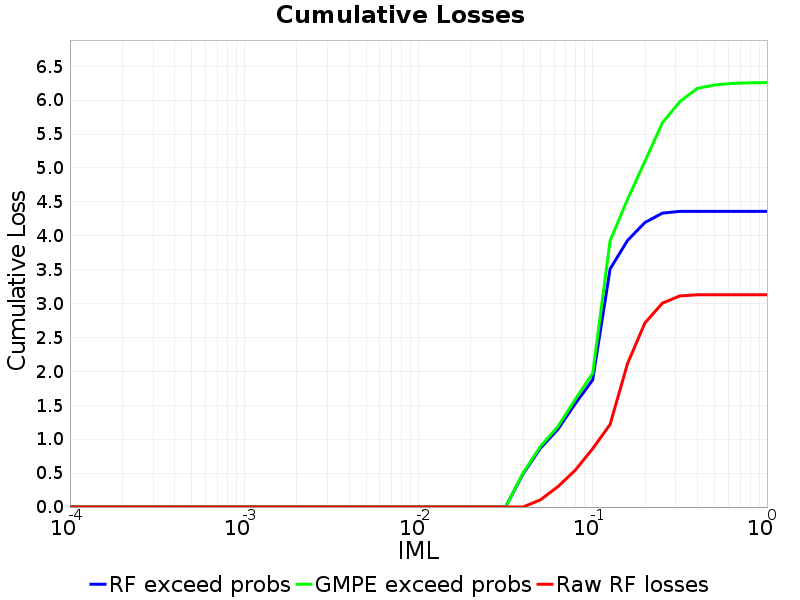 Cumulative Losses
Cumulative Loss
6.5
6.0
5.5
5.0
4.5
4.0
3.5
3.0
2.5
2.0
1.5
1.0
0.5
0.0
10-4 10-3 10-2 10-1 100
IML
RF exceed probs GMPE exceed probs Raw RF losses